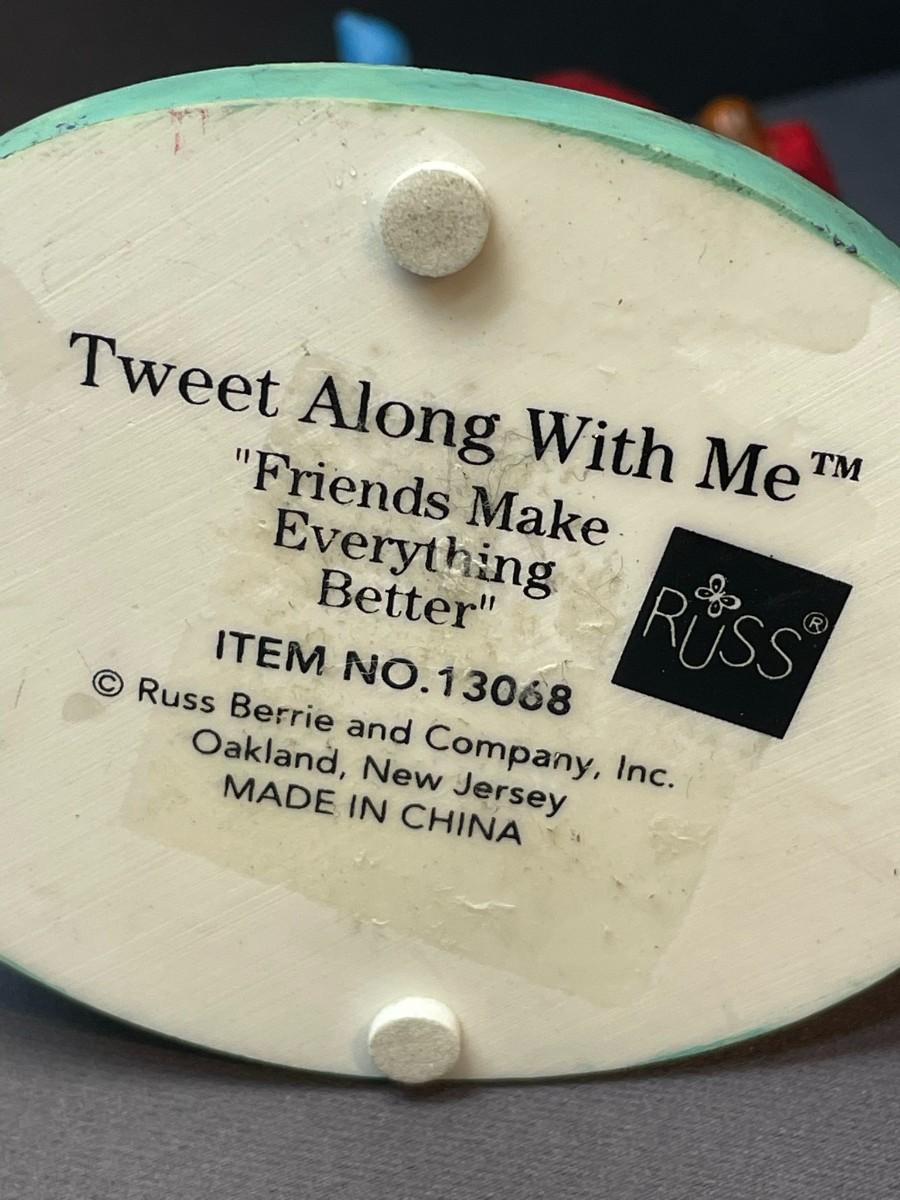 Tweet Along With Me™
"Friends Make
Everything
Better"
RUSS®
ITEM NO.13068
© Russ Berrie and Company, Inc.
Oakland, New Jersey
MADE IN CHINA